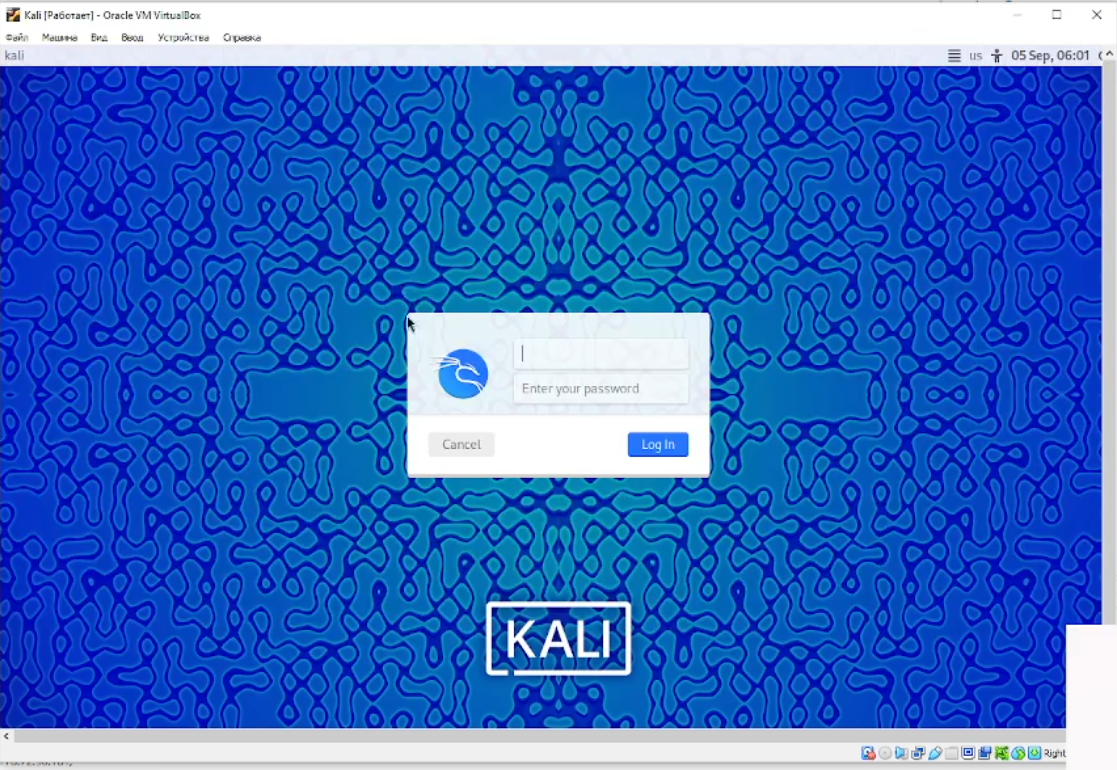 Kali [Работает] - Oracle VM VirtualBox
Файл Машина Вид Ввод Устройства Справка
kali us 05 Sep, 06:01
Enter your password
Cancel Log In
KALI
Right